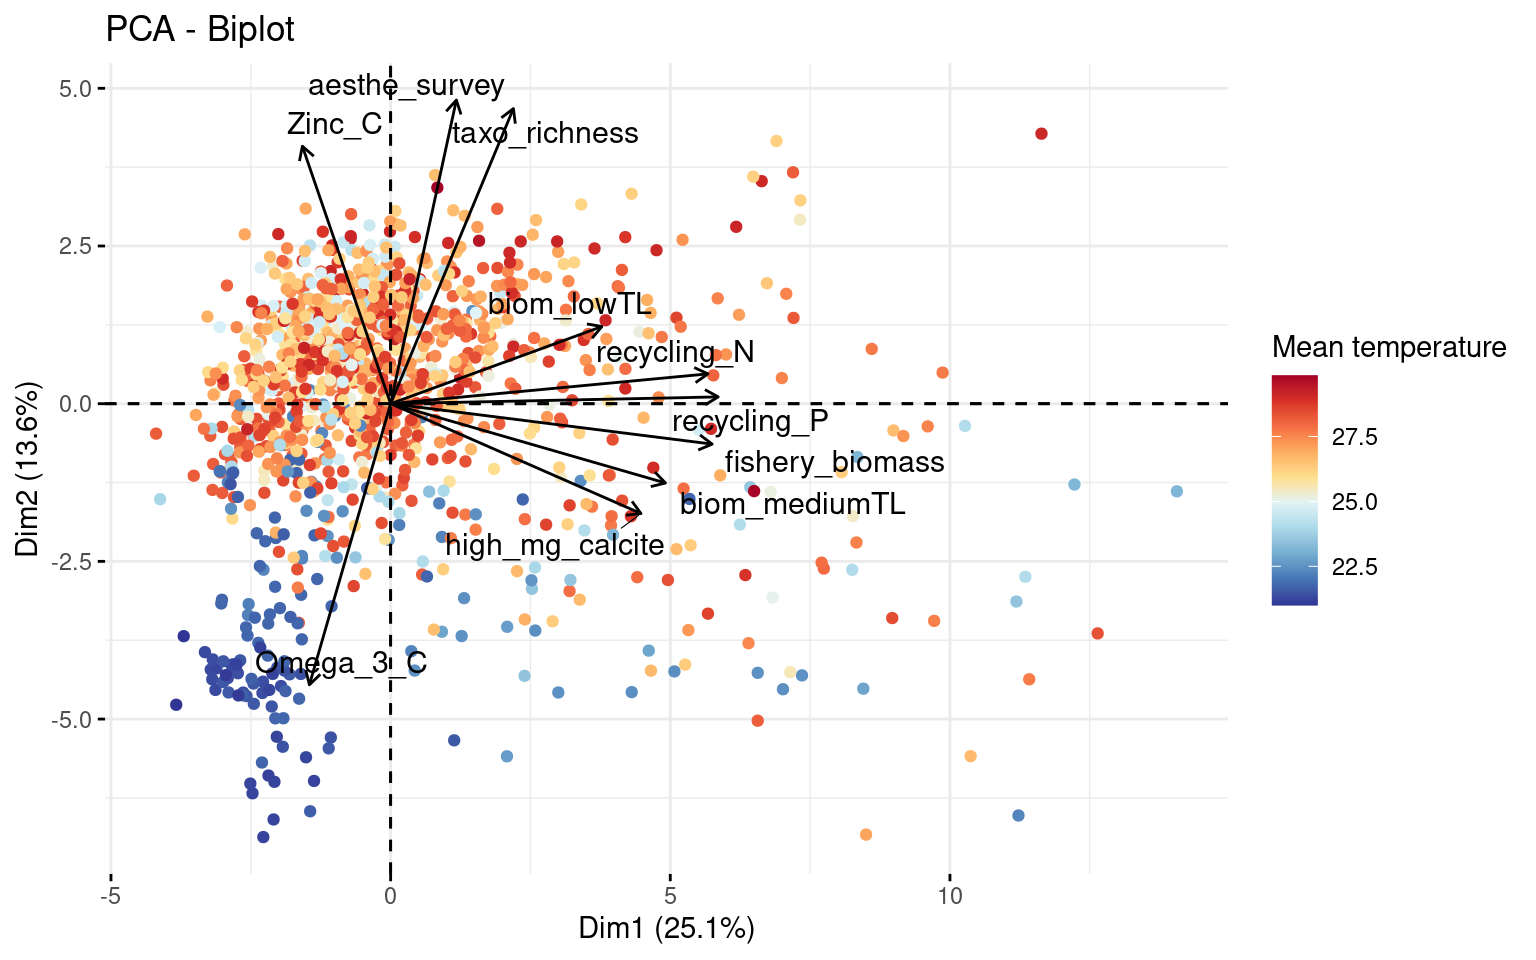 PCA - Biplot
aesthe_survey
Zinc_C
taxo_richness
biom_lowTL
recycling_N
recycling_P
fishery_biomass
biom_mediumTL
high_mg_calcite
Omega_3_C
5.0
2.5
0.0
-2.5
-5.0
Dim2 (13.6%)
-5
0
5
10
Dim1 (25.1%)
Mean temperature
27.5
25.0
22.5